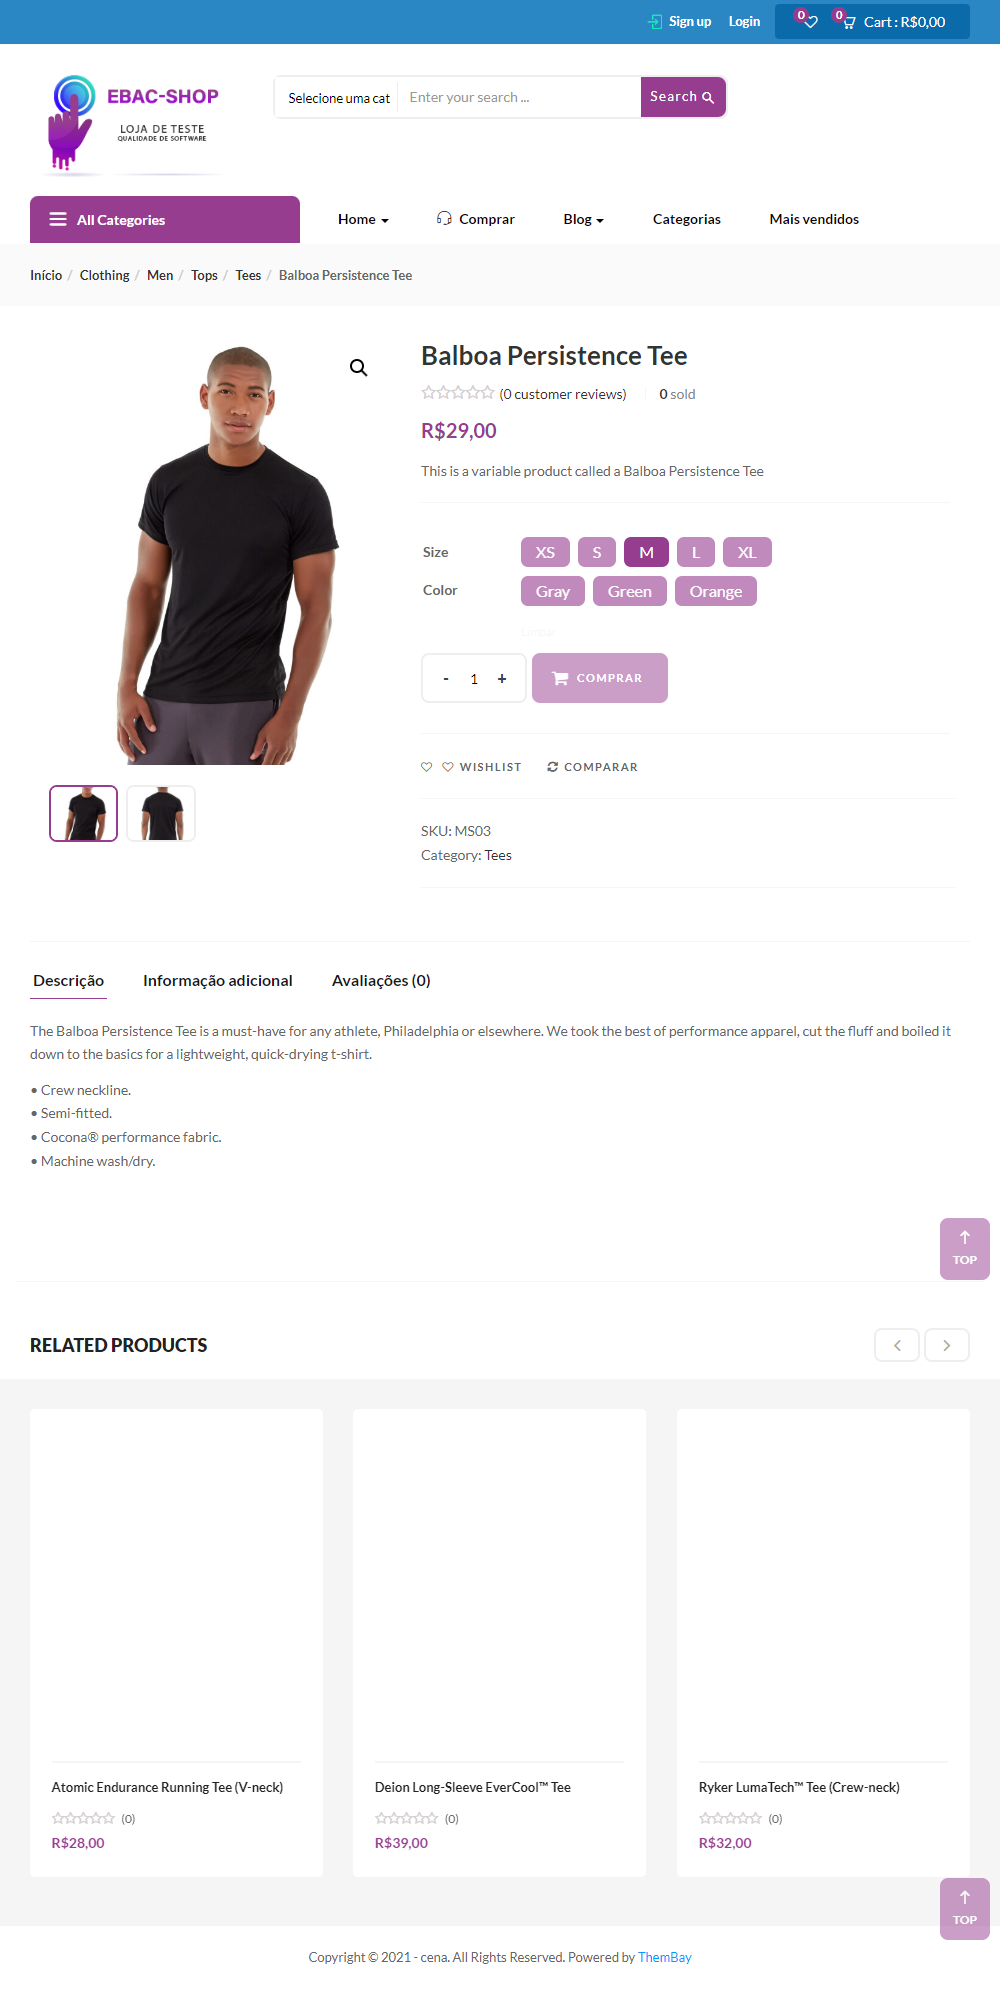 Sign up
Login
0
0
Cart : R$0,00
EBAC-SHOP
LOJA DE TESTE
QUALIDADE DE SOFTWARE
Selecione uma cat
Enter your search ...
Search
All Categories
Home
Comprar
Blog
Categorias
Mais vendidos
Início / Clothing / Men / Tops / Tees / Balboa Persistence Tee
Balboa Persistence Tee
(0 customer reviews)
0 sold
R$29,00
This is a variable product called a Balboa Persistence Tee
Size
XS
S
M
L
XL
Color
Gray
Green
Orange
Limpar
- 1 +
COMPRAR
WISHLIST
COMPARAR
SKU: MS03
Category: Tees
Descrição
Informação adicional
Avaliações (0)
The Balboa Persistence Tee is a must-have for any athlete, Philadelphia or elsewhere. We took the best of performance apparel, cut the fluff and boiled it
down to the basics for a lightweight, quick-drying t-shirt.
• Crew neckline.
• Semi-fitted.
• Cocona® performance fabric.
• Machine wash/dry.
TOP
RELATED PRODUCTS
Atomic Endurance Running Tee (V-neck)
(0)
R$28,00
Deion Long-Sleeve EverCool™ Tee
(0)
R$39,00
Ryker LumaTech™ Tee (Crew-neck)
(0)
R$32,00
TOP
Copyright © 2021 - cena. All Rights Reserved. Powered by ThemBay